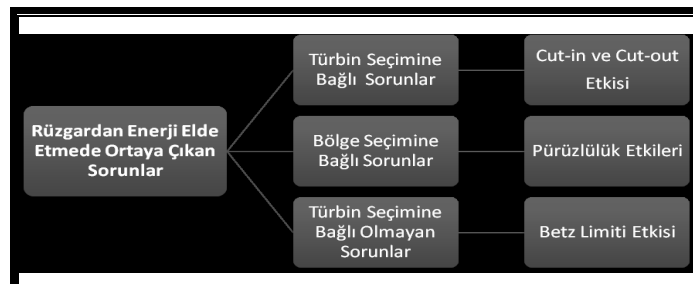 Rüzgardan Enerji Elde
Etmede Ortaya Çıkan
Sorunlar
Türbin Seçimine
Bağlı Sorunlar
Cut-in ve Cut-out
Etkisi
Bölge Seçimine
Bağlı Sorunlar
Pürüzlülük Etkileri
Türbin Seçimine
Bağlı Olmayan
Sorunlar
Betz Limiti Etkisi